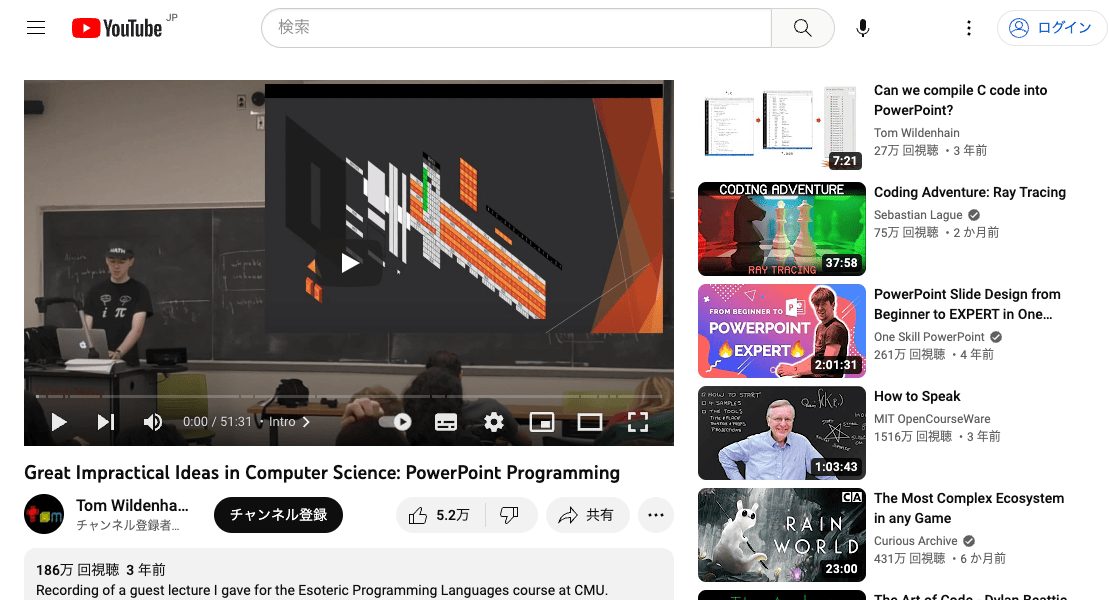 YouTube JP
検索
ログイン
MATH
i π
0:00 / 51:31 • Intro
Great Impractical Ideas in Computer Science: PowerPoint Programming
Tom Wildenha...
チャンネル登録者...
チャンネル登録
5.2万
共有
186万 回視聴 3 年前
Recording of a guest lecture I gave for the Esoteric Programming Languages course at CMU.
7:21
Can we compile C code into
PowerPoint?
Tom Wildenhain
27万 回視聴 • 3 年前
CODING ADVENTURE
RAY TRACING
37:58
Coding Adventure: Ray Tracing
Sebastian Lague
75万 回視聴 • 2 か月前
FROM BEGINNER TO
POWERPOINT
EXPERT
2:01:31
PowerPoint Slide Design from
Beginner to EXPERT in One...
One Skill PowerPoint
261万 回視聴 • 4 年前
HOW TO START
4 SAMPLES
THE TOOLS
1:03:43
How to Speak
MIT OpenCourseWare
1516万 回視聴 • 3 年前
CA
RAIN
WORLD
23:00
The Most Complex Ecosystem
in any Game
Curious Archive
431万 回視聴 • 6 か月前
The Art of Code - Dylan Beattie